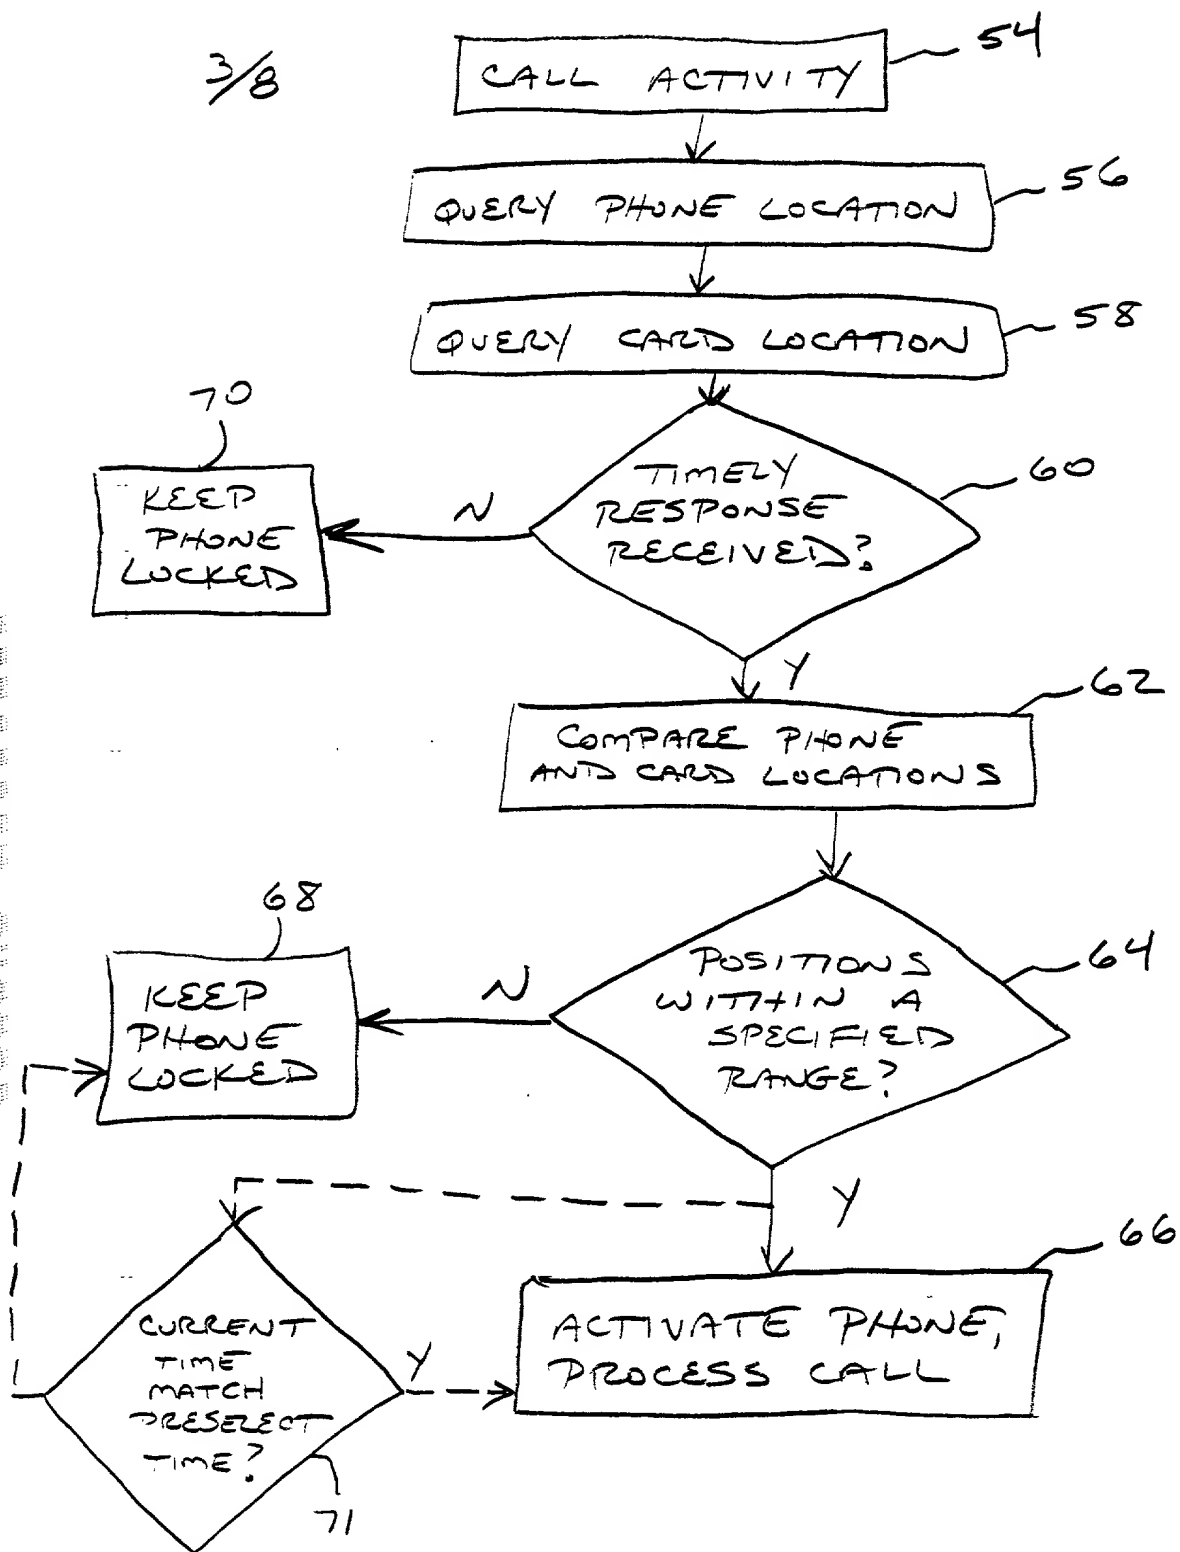 3/8
CALL ACTIVITY
54
QUERY PHONE LOCATION
56
QUERY CARD LOCATION
58
70
KEEP
PHONE
LOCKED
N
TIMELY
RESPONSE
RECEIVED?
60
Y
62
COMPARE PHONE
AND CARD LOCATIONS
68
KEEP
PHONE
LOCKED
N
POSITIONS
WITHIN A
SPECIFIED
RANGE?
64
Y
66
CURRENT
TIME
MATCH
PRESELECT
TIME?
Y
ACTIVATE PHONE,
PROCESS CALL
71